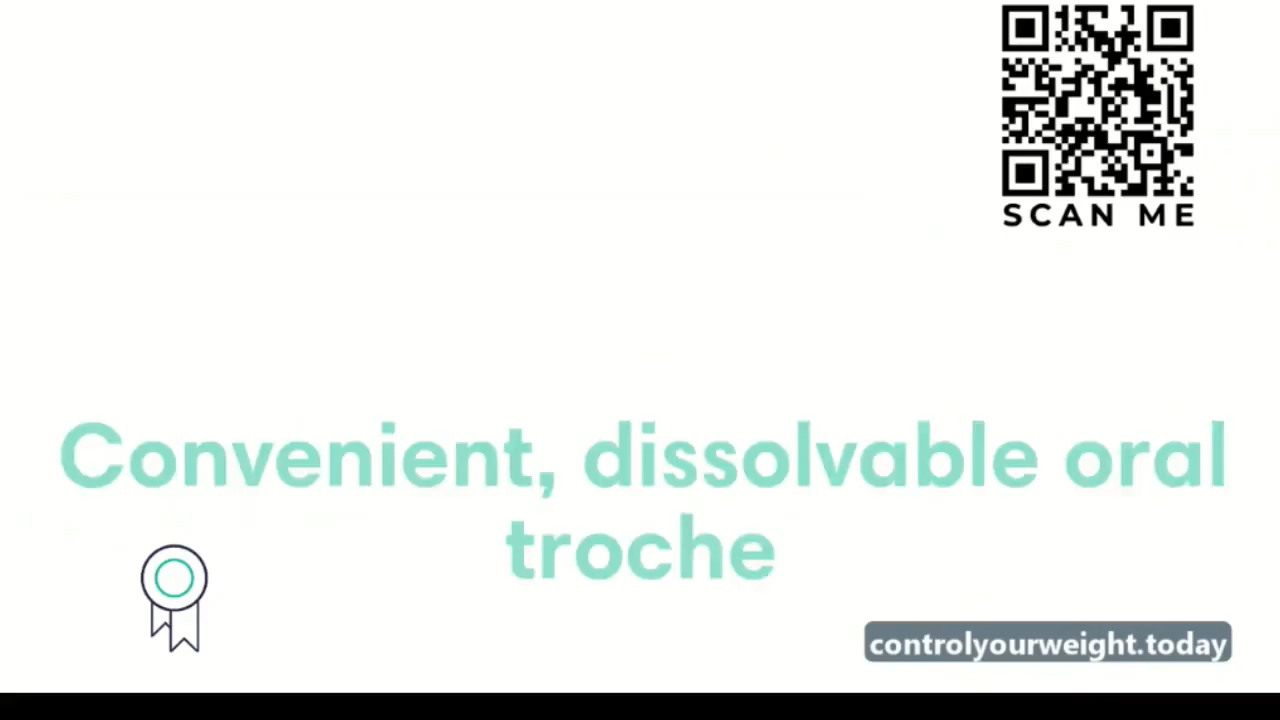 SCAN ME
Convenient, dissolvable oral
troche
controlyourweight.today